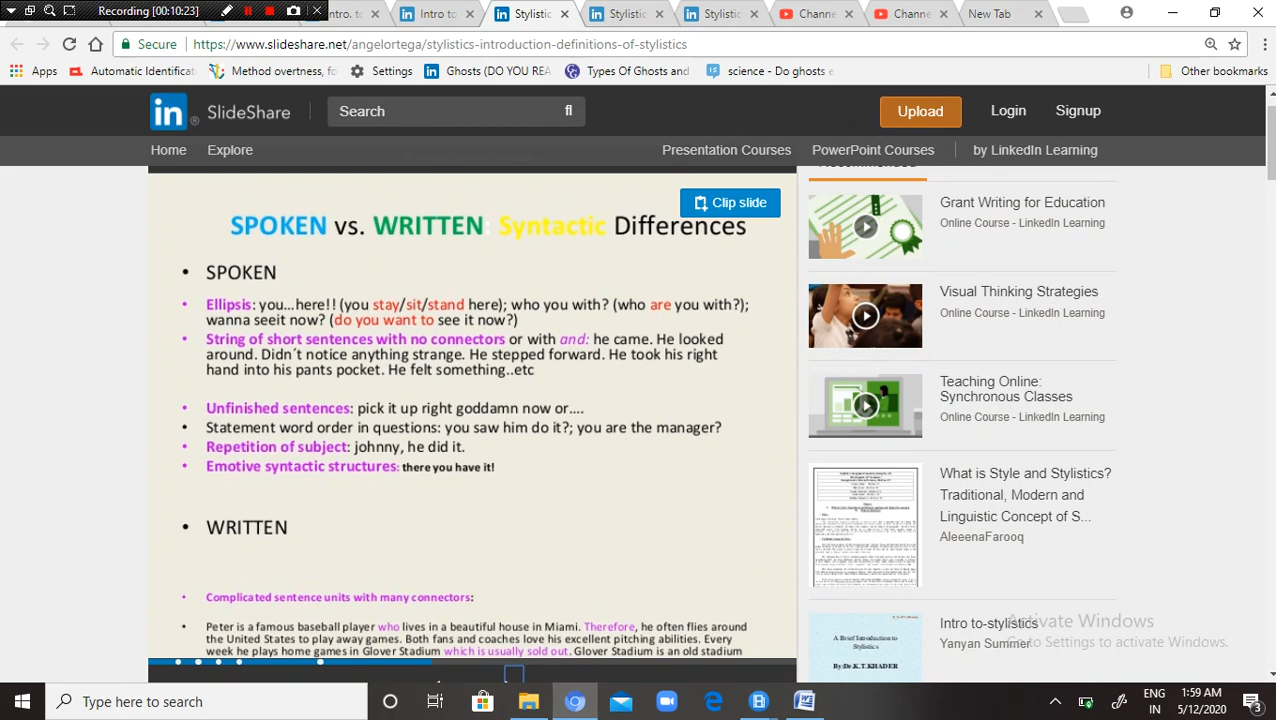 Recording [00:10:23]
Intro. to
Intro to
Stylistic
Stylistic
Stylistic
Channe
Channe
New Tab
Secure
https://www.slideshare.net/angelortega/stylistics-introduction-definitions-of-stylistics
Apps
Automatic Identificat
Method overtness, fo
Settings
Ghosts (DO YOU REA
Types Of Ghosts and
science - Do ghosts e
Other bookmarks
in SlideShare
Search
fl
Upload
Login
Signup
Home
Explore
Presentation Courses
PowerPoint Courses
by LinkedIn Learning
Recommended
Clip slide
SPOKEN vs. WRITTEN: Syntactic Differences
• SPOKEN
• Ellipsis: you...here!! (you stay/sit/stand here); who you with? (who are you with?);
wanna seeit now? (do you want to see it now?)
• String of short sentences with no connectors or with and: he came. He looked
around. Didn´t notice anything strange. He stepped forward. He took his right
hand into his pants pocket. He felt something..etc
• Unfinished sentences: pick it up right goddamn now or....
• Statement word order in questions: you saw him do it?; you are the manager?
• Repetition of subject: johnny, he did it.
• Emotive syntactic structures: there you have it!
• WRITTEN
• Complicated sentence units with many connectors:
• Peter is a famous baseball player who lives in a beautiful house in Miami. Therefore, he often flies around
the United States to play away games. Both fans and coaches love his excellent pitching abilities. Every
week he plays home games in Glover Stadium which is usually sold out. Glover Stadium is an old stadium
Grant Writing for Education
Online Course - LinkedIn Learning
Visual Thinking Strategies
Online Course - LinkedIn Learning
Teaching Online:
Synchronous Classes
Online Course - LinkedIn Learning
What is Style and Stylistics?
Traditional, Modern and
Linguistic Concept of S...
AleeenaFarooq
A Brief Introduction to
Stylistics
By:Dr.K.T.KHADER
Intro to-stylistics
Yanyan Summer
Activate Windows
Go to Settings to activate Windows.
Type here to search
ENG
IN
1:59 AM
5/12/2020
3